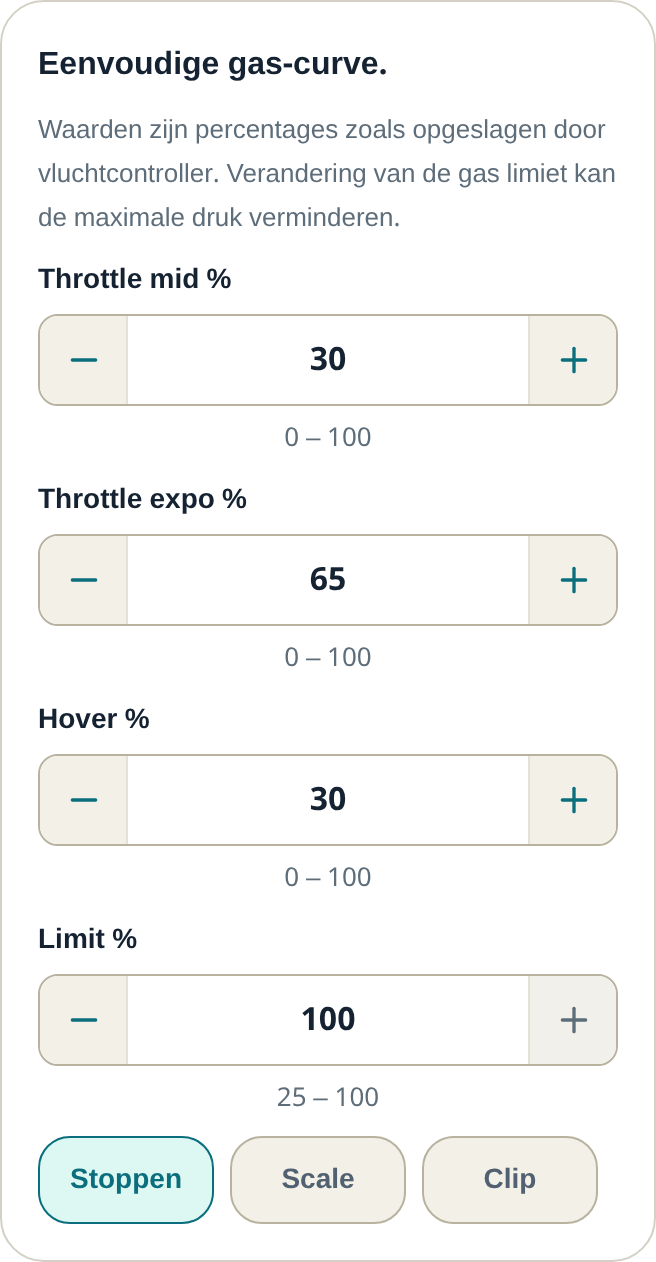 Eenvoudige gas-curve.
Waarden zijn percentages zoals opgeslagen door
vluchtcontroller. Verandering van de gas limiet kan
de maximale druk verminderen.
Throttle mid %
− 30 +
0 – 100
Throttle expo %
− 65 +
0 – 100
Hover %
− 30 +
0 – 100
Limit %
− 100 +
25 – 100
Stoppen Scale Clip